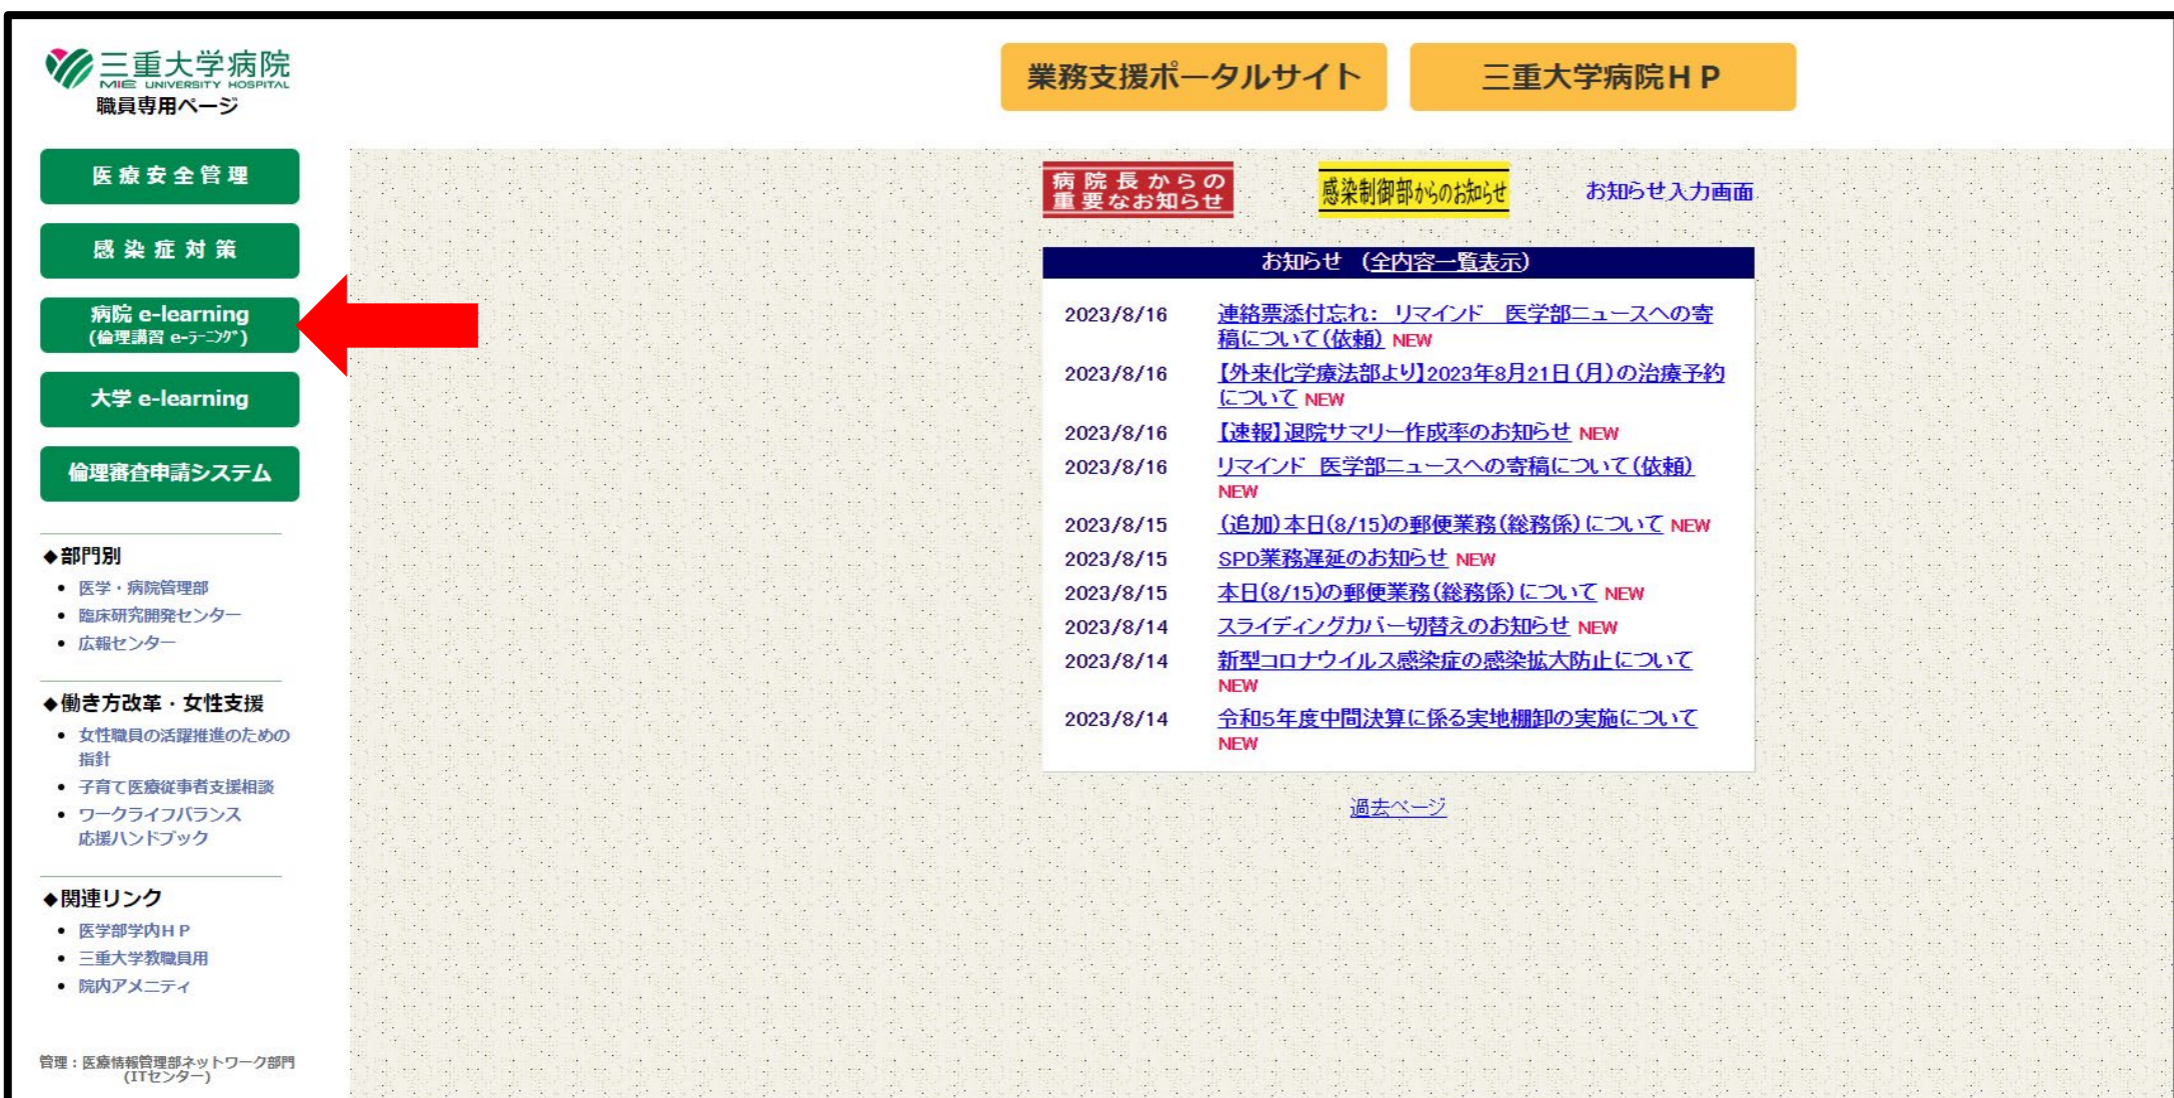 三重大学病院
MIE UNIVERSITY HOSPITAL
職員専用ページ
業務支援ポータルサイト
三重大学病院ＨＰ
医療安全管理
感染症対策
病院 e-learning
(倫理講習 e-ﾗｰﾆﾝｸﾞ)
大学 e-learning
倫理審査申請システム
◆部門別
• 医学・病院管理部
• 臨床研究開発センター
• 広報センター
◆働き方改革・女性支援
• 女性職員の活躍推進のための
指針
• 子育て医療従事者支援相談
• ワークライフバランス
応援ハンドブック
◆関連リンク
• 医学部学内ＨＰ
• 三重大学教職員用
• 院内アメニティ
管理：医療情報管理部ネットワーク部門
(ITセンター)
病院長からの
重要なお知らせ
感染制御部からのお知らせ
お知らせ入力画面
お知らせ （全内容一覧表示）
2023/8/16 連絡票添付忘れ： リマインド 医学部ニュースへの寄
稿について（依頼） NEW
2023/8/16 【外来化学療法部より】2023年8月21日（月）の治療予約
について NEW
2023/8/16 【速報】退院サマリー作成率のお知らせ NEW
2023/8/16 リマインド 医学部ニュースへの寄稿について（依頼）
NEW
2023/8/15 （追加）本日(8/15)の郵便業務（総務係）について NEW
2023/8/15 SPD業務遅延のお知らせ NEW
2023/8/15 本日(8/15)の郵便業務（総務係）について NEW
2023/8/14 スライディングカバー切替えのお知らせ NEW
2023/8/14 新型コロナウイルス感染症の感染拡大防止について
NEW
2023/8/14 令和5年度中間決算に係る実地棚卸の実施について
NEW
過去ページ